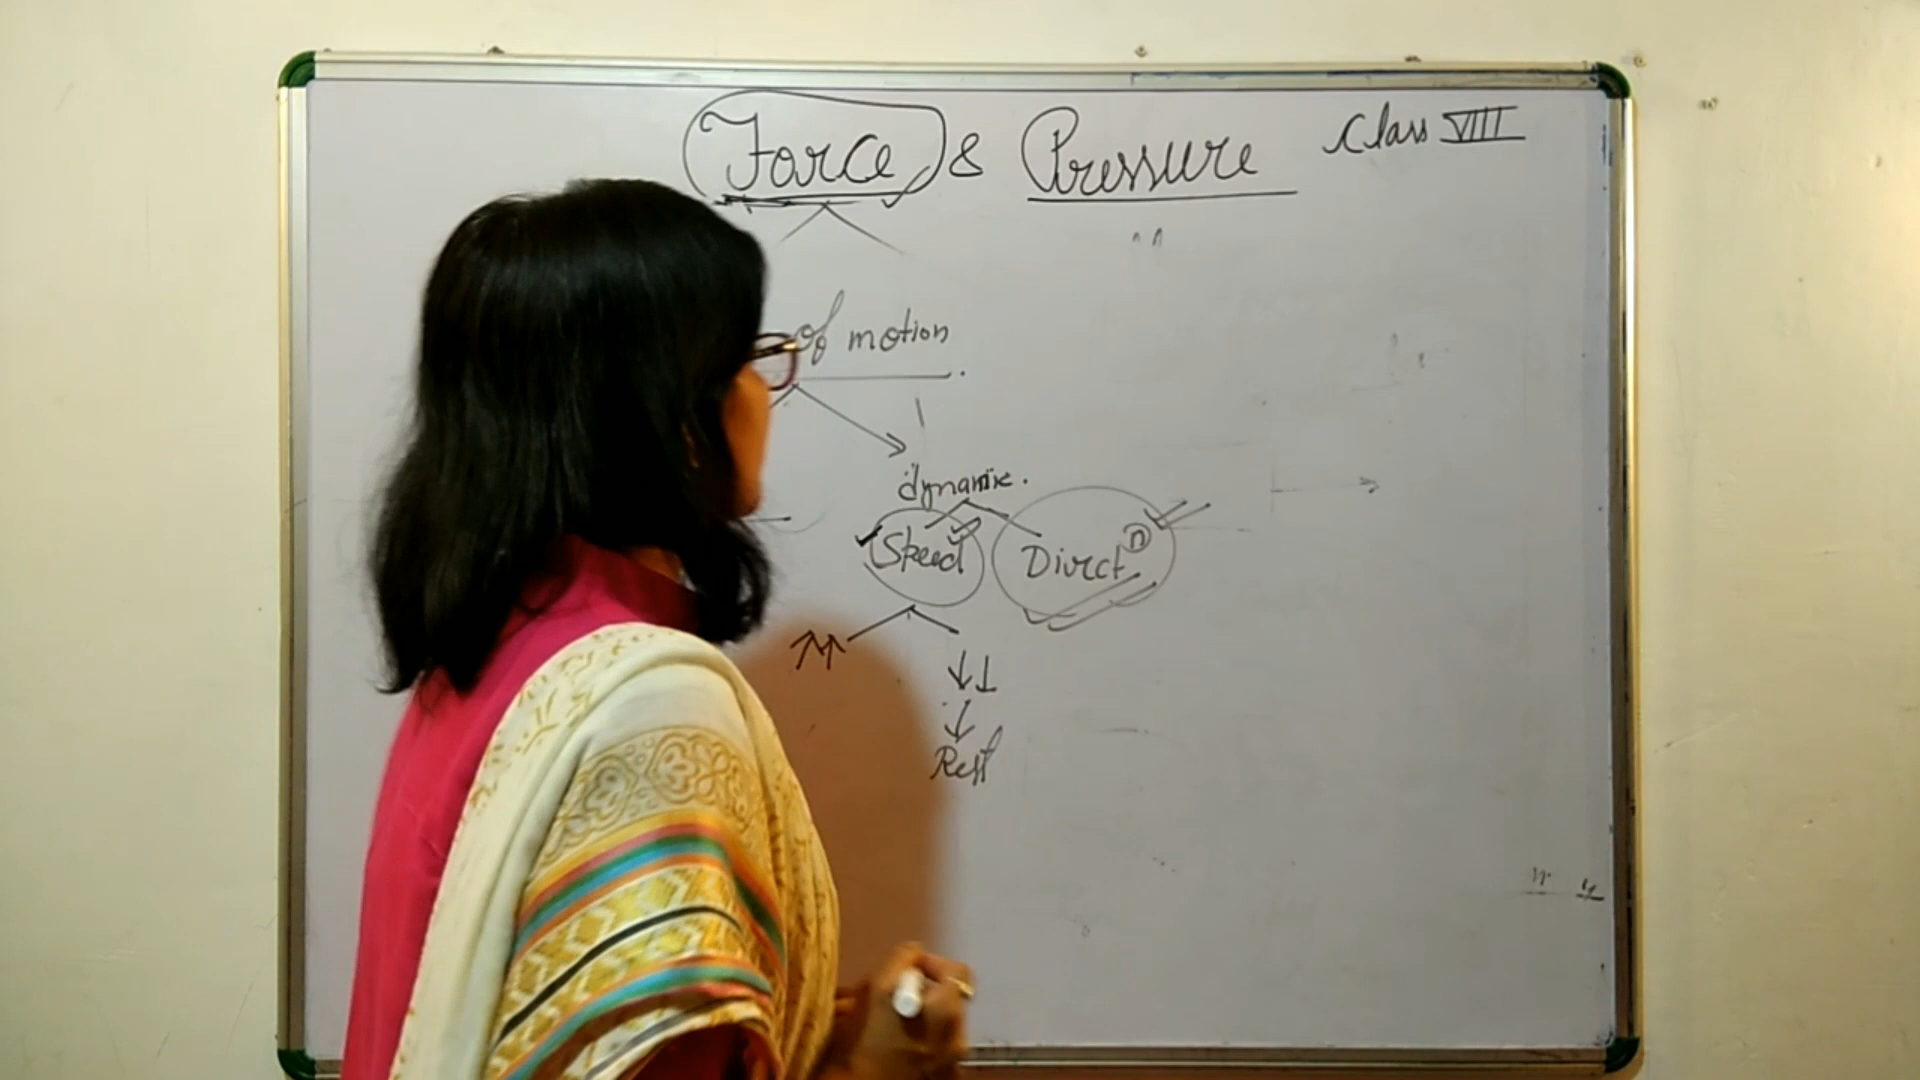 Force & Pressure Class VIII
of motion
dynamic.
Speed Direct n
Rest